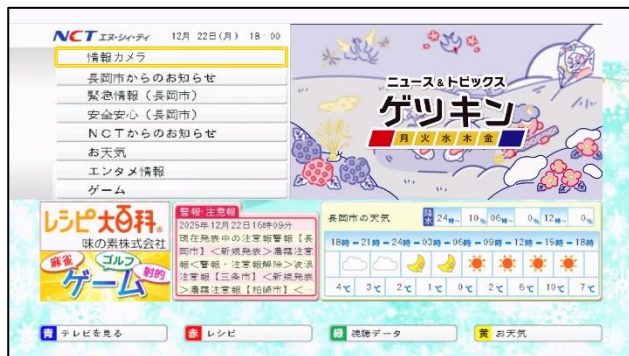 NCT エヌ・シィ・ティ 12月 22日(月) 18:00
情報カメラ
長岡市からのお知らせ
緊急情報（長岡市）
安全安心（長岡市）
NCTからのお知らせ
お天気
エンタメ情報
ゲーム
ニュース&トピックス
ゲツキン
月 火 水 木 金
レシピ大百科®
味の素株式会社
麻雀 ゴルフ 射的
ゲーム
警報・注意報
2025年12月22日16時09分
現在発表中の注意報警報【長
岡市】＜新規発表＞濃霧注意
報＜警報・注意報解除＞波浪
注意報【三条市】＜新規発表
＞濃霧注意報【柏崎市】＜…
長岡市の天気 降水 24時~ 10% 06時~ 0% 12時~ 0%
18時 - 21時 - 24時 - 03時 - 06時 - 09時 - 12時 - 15時 - 18時
4℃ 3℃ 2℃ 1℃ 0℃ 2℃ 6℃ 10℃ 7℃
青 テレビを見る
赤 レシピ
緑 視聴データ
黄 お天気